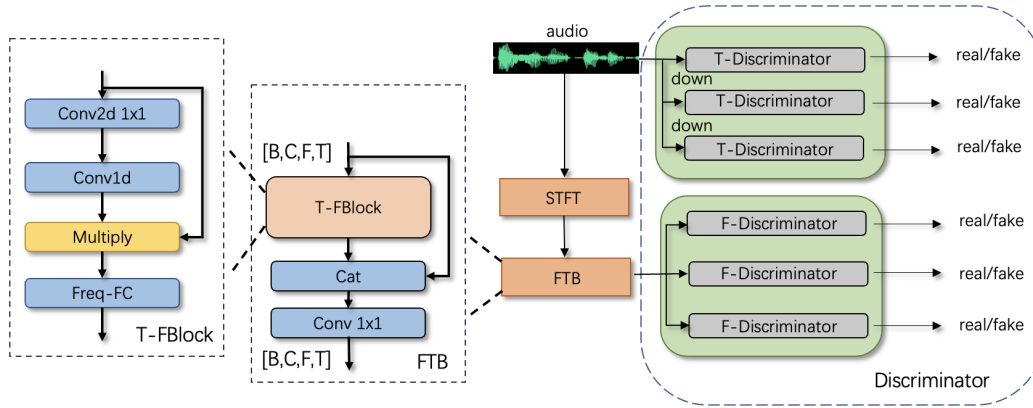 Conv2d 1x1
Conv1d
Multiply
Freq-FC
T-FBlock
[B,C,F,T]
T-FBlock
Cat
Conv 1x1
[B,C,F,T]
FTB
audio
STFT
FTB
T-Discriminator
real/fake
down
T-Discriminator
real/fake
down
T-Discriminator
real/fake
F-Discriminator
real/fake
F-Discriminator
real/fake
F-Discriminator
real/fake
Discriminator